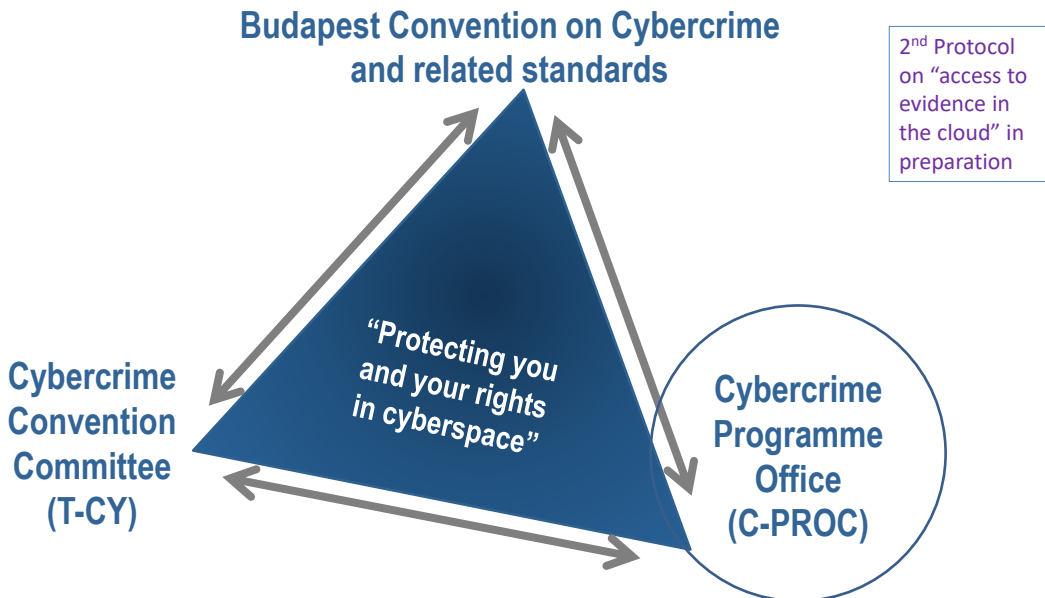 Budapest Convention on Cybercrime
and related standards
2nd Protocol
on “access to
evidence in
the cloud” in
preparation
“Protecting you
and your rights
in cyberspace”
Cybercrime
Convention
Committee
(T-CY)
Cybercrime
Programme
Office
(C-PROC)